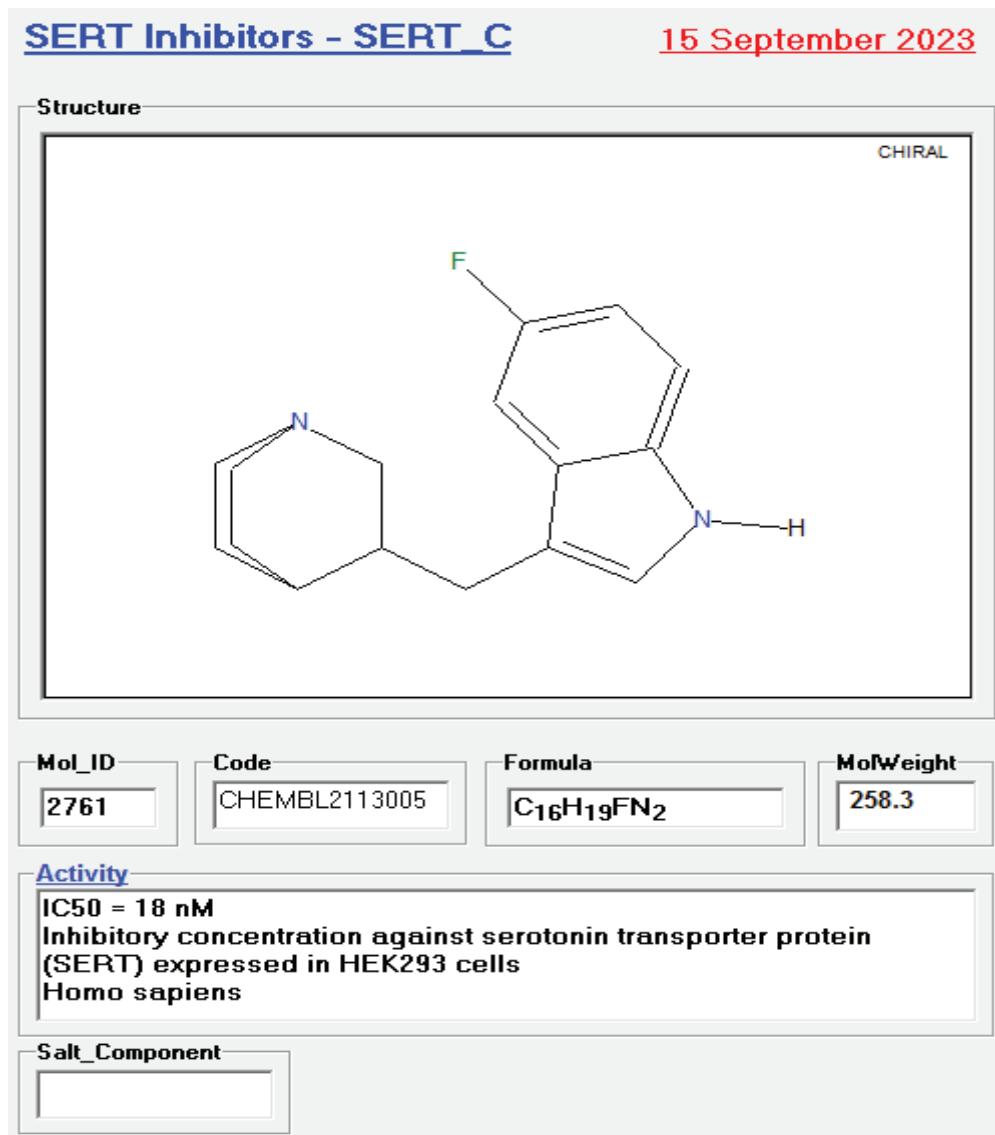 SERT Inhibitors - SERT_C
15 September 2023
Structure
CHIRAL
F
N
N
H
Mol_ID
2761
Code
CHEMBL2113005
Formula
C16H19FN2
MolWeight
258.3
Activity
IC50 = 18 nM
Inhibitory concentration against serotonin transporter protein
(SERT) expressed in HEK293 cells
Homo sapiens
Salt_Component